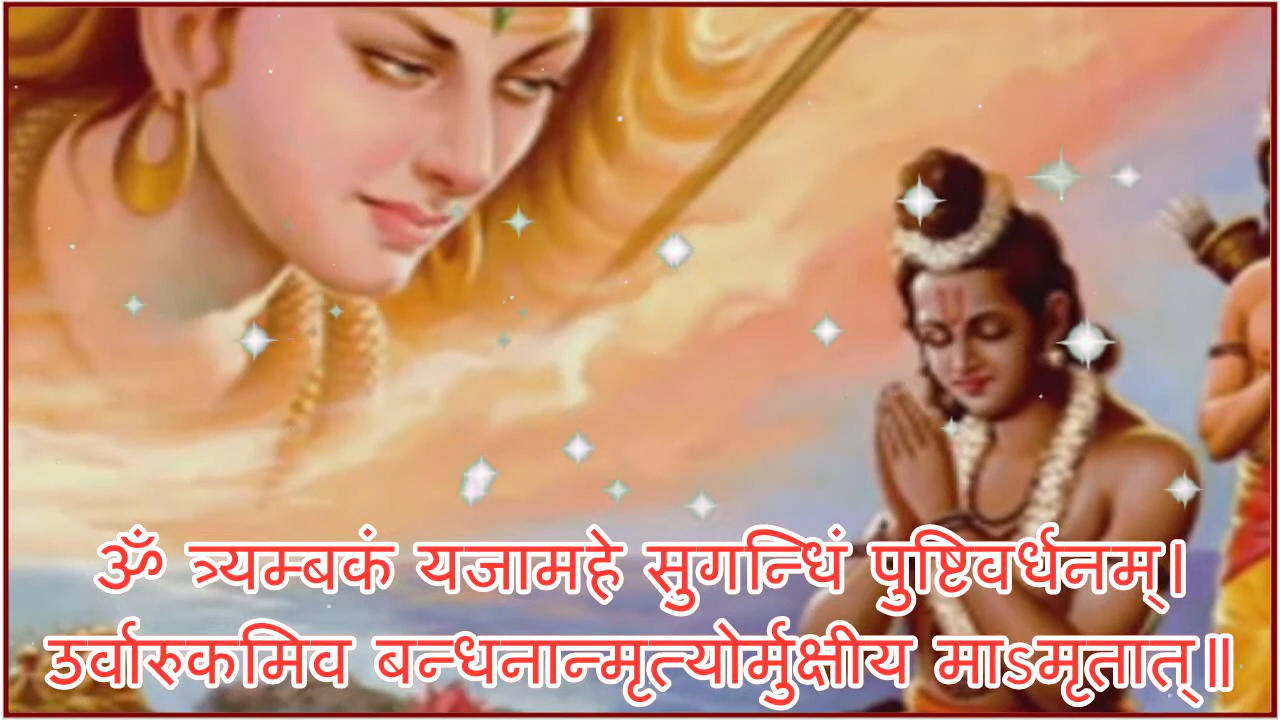 ॐ त्र्यम्बकं यजामहे सुगन्धिं पुष्टिवर्धनम्।
उर्वारुकमिव बन्धनान्मृत्योर्मुक्षीय माऽमृतात्॥